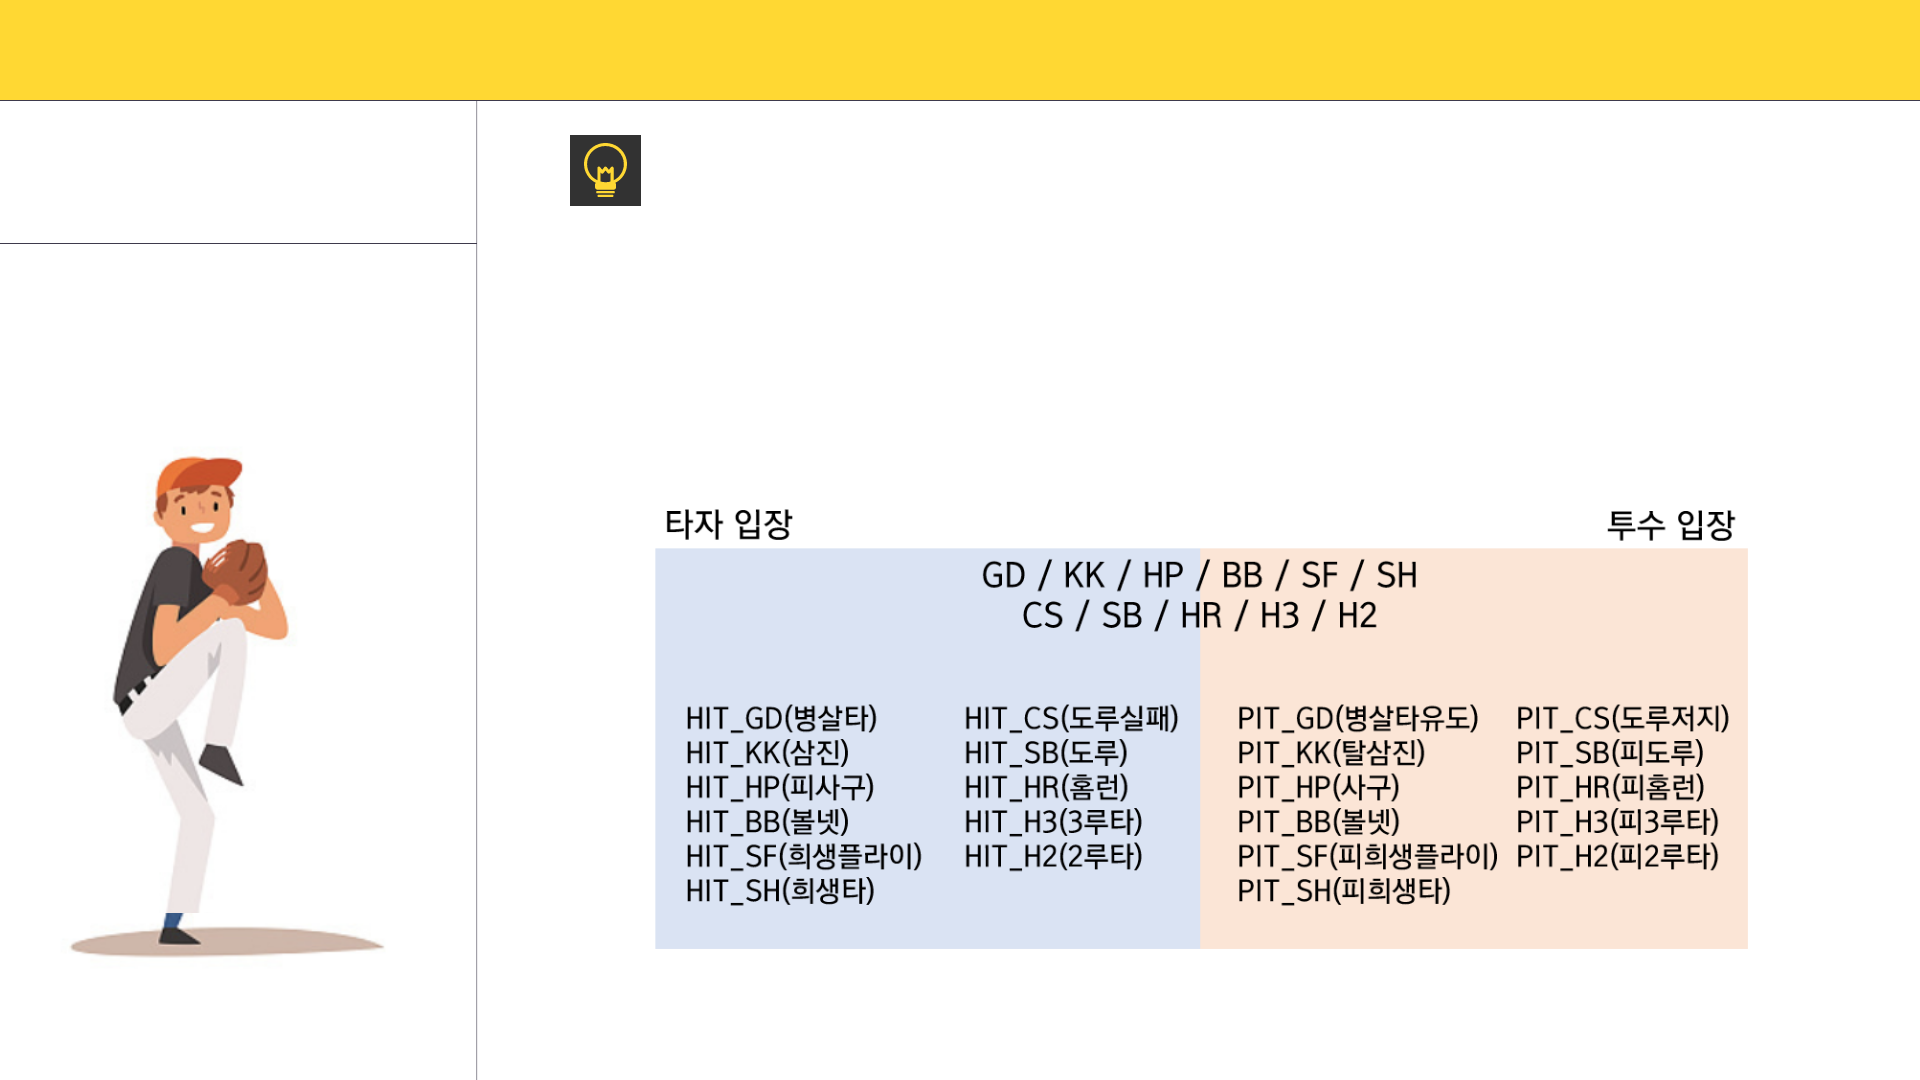 타자 입장
투수 입장
GD / KK / HP / BB / SF / SH
CS / SB / HR / H3 / H2
HIT_GD(병살타)
HIT_KK(삼진)
HIT_HP(피사구)
HIT_BB(볼넷)
HIT_SF(희생플라이)
HIT_SH(희생타)
HIT_CS(도루실패)
HIT_SB(도루)
HIT_HR(홈런)
HIT_H3(3루타)
HIT_H2(2루타)
PIT_GD(병살타유도)
PIT_KK(탈삼진)
PIT_HP(사구)
PIT_BB(볼넷)
PIT_SF(피희생플라이)
PIT_SH(피희생타)
PIT_CS(도루저지)
PIT_SB(피도루)
PIT_HR(피홈런)
PIT_H3(피3루타)
PIT_H2(피2루타)